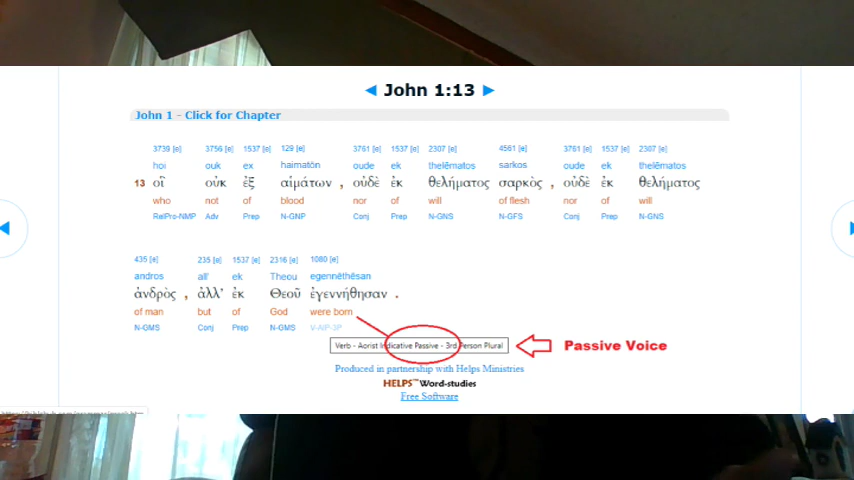 ◄ John 1:13 ►
John 1 - Click for Chapter
3739 [e] 3756 [e] 1537 [e] 129 [e] 3761 [e] 1537 [e] 2307 [e] 4561 [e] 3761 [e] 1537 [e] 2307 [e]
hoi ouk ex haimatōn oude ek thelēmatos sarkos oude ek thelēmatos
13 οἳ οὐκ ἐξ αἱμάτων , οὐδὲ ἐκ θελήματος σαρκὸς , οὐδὲ ἐκ θελήματος
who not of blood nor of will of flesh nor of will
RelPro-NMP Adv Prep N-GNP Conj Prep N-GNS N-GFS Conj Prep N-GNS
435 [e] 235 [e] 1537 [e] 2316 [e] 1080 [e]
andros all’ ek Theou egennēthēsan
ἀνδρὸς , ἀλλ’ ἐκ Θεοῦ ἐγεννήθησαν .
of man but of God were born
N-GMS Conj Prep N-GMS V-AIP-3P
Verb - Aorist Indicative Passive - 3rd Person Plural
Passive Voice
Produced in partnership with Helps Ministries
HELPS™ Word-studies
Free Software